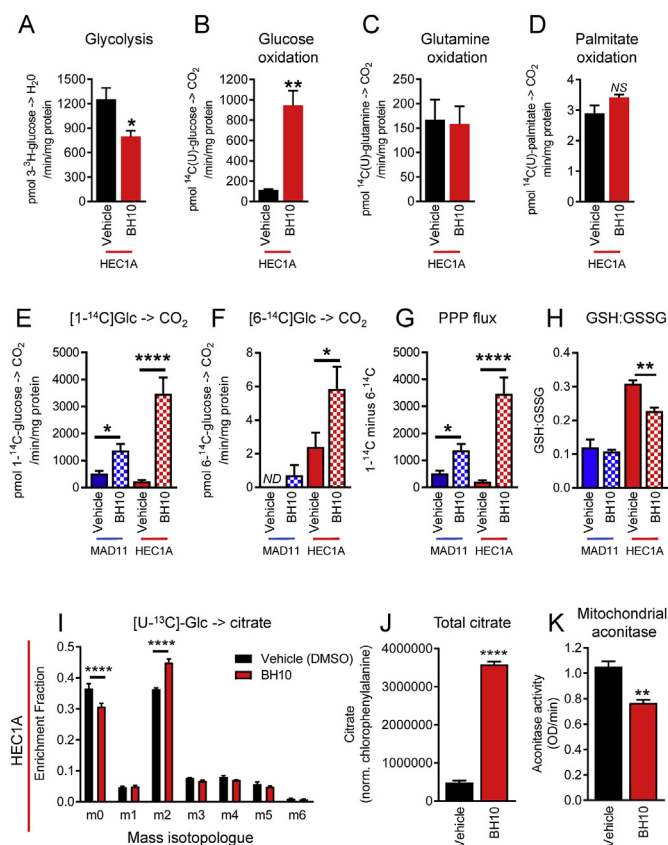 A
Glycolysis
pmol 3-³H-glucose -> H₂0
/min/mg protein
1500
1200
900
600
300
0
*
Vehicle
BH10
HEC1A
B
Glucose
oxidation
pmol ¹⁴C(U)-glucose -> CO₂
/min/mg protein
1200
1000
800
600
400
200
0
**
Vehicle
BH10
HEC1A
C
Glutamine
oxidation
pmol ¹⁴C(U)-glutamine -> CO₂
/min/mg protein
250
200
150
100
50
0
Vehicle
BH10
HEC1A
D
Palmitate
oxidation
pmol ¹⁴C(U)-palmitate -> CO₂
min/mg protein
4
3
2
1
0
NS
Vehicle
BH10
HEC1A
E
[1-¹⁴C]Glc -> CO₂
pmol 1-¹⁴C-glucose -> CO₂
/min/mg protein
5000
4000
3000
2000
1000
0
*
****
Vehicle
BH10
Vehicle
BH10
MAD11
HEC1A
F
[6-¹⁴C]Glc -> CO₂
pmol 6-¹⁴C-glucose -> CO₂
/min/mg protein
8
6
4
2
0
ND
*
Vehicle
BH10
Vehicle
BH10
MAD11
HEC1A
G
PPP flux
1-¹⁴C minus 6-¹⁴C
5000
4000
3000
2000
1000
0
*
****
Vehicle
BH10
Vehicle
BH10
MAD11
HEC1A
H
GSH:GSSG
GSH:GSSG
0.4
0.3
0.2
0.1
0.0
**
Vehicle
BH10
Vehicle
BH10
MAD11
HEC1A
HEC1A
I
[U-¹³C]-Glc -> citrate
Enrichment Fraction
0.5
0.4
0.3
0.2
0.1
0.0
****
****
Vehicle (DMSO)
BH10
m0
m1
m2
m3
m4
m5
m6
Mass isotopologue
J
Total citrate
Citrate
(norm. chlorophenylalanine)
4000000
3000000
2000000
1000000
0
****
Vehicle
BH10
K
Mitochondrial
aconitase
Aconitase activity
(OD/min)
1.2
1.0
0.8
0.6
0.4
0.2
0.0
**
Vehicle
BH10